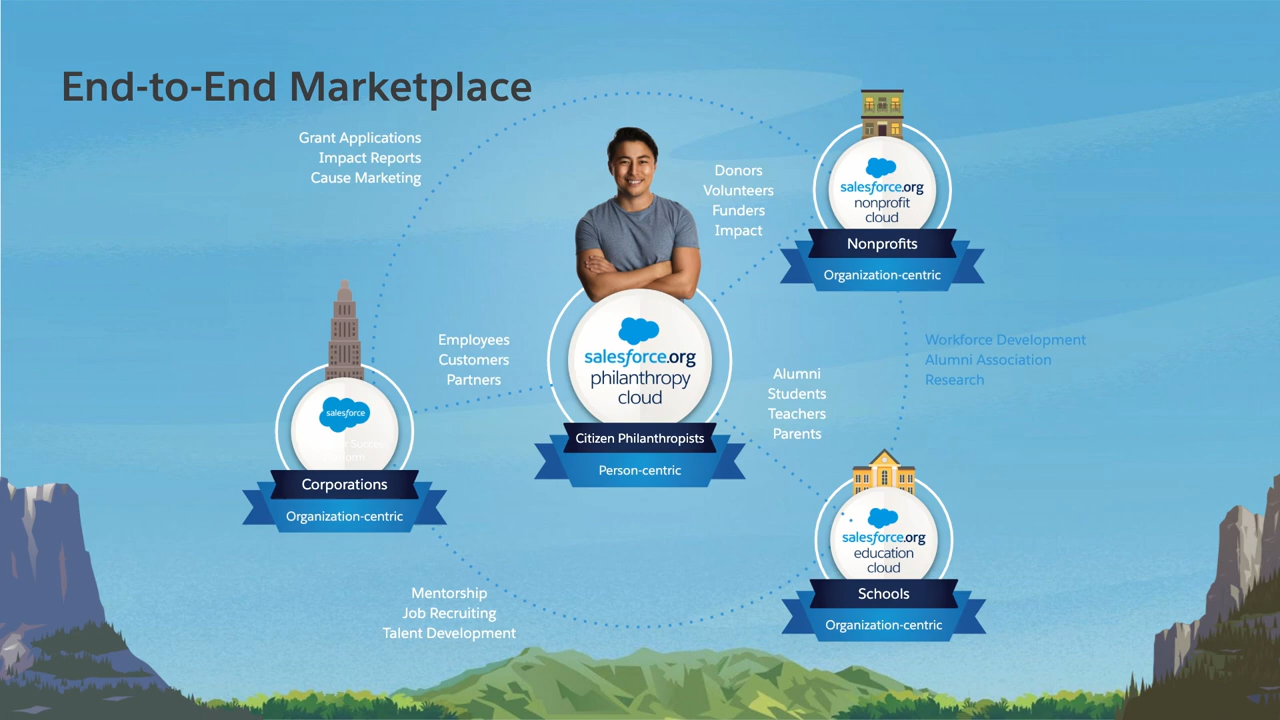 End-to-End Marketplace
Grant Applications
Impact Reports
Cause Marketing
Donors
Volunteers
Funders
Impact
salesforce.org
nonprofit
cloud
Nonprofits
Organization-centric
Employees
Customers
Partners
salesforce.org
philanthropy
cloud
Citizen Philanthropists
Person-centric
Workforce Development
Alumni Association
Research
Alumni
Students
Teachers
Parents
salesforce
Corporations
Organization-centric
salesforce.org
education
cloud
Schools
Organization-centric
Mentorship
Job Recruiting
Talent Development